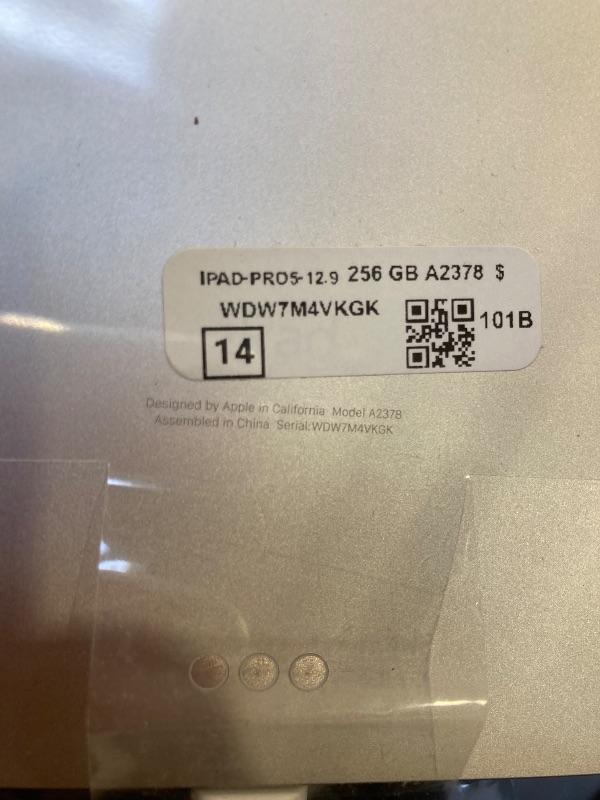 IPAD-PRO5-12.9 256 GB A2378 $
WDW7M4VKGK
101B
14
Designed by Apple in California Model A2378
Assembled in China Serial:WDW7M4VKGK